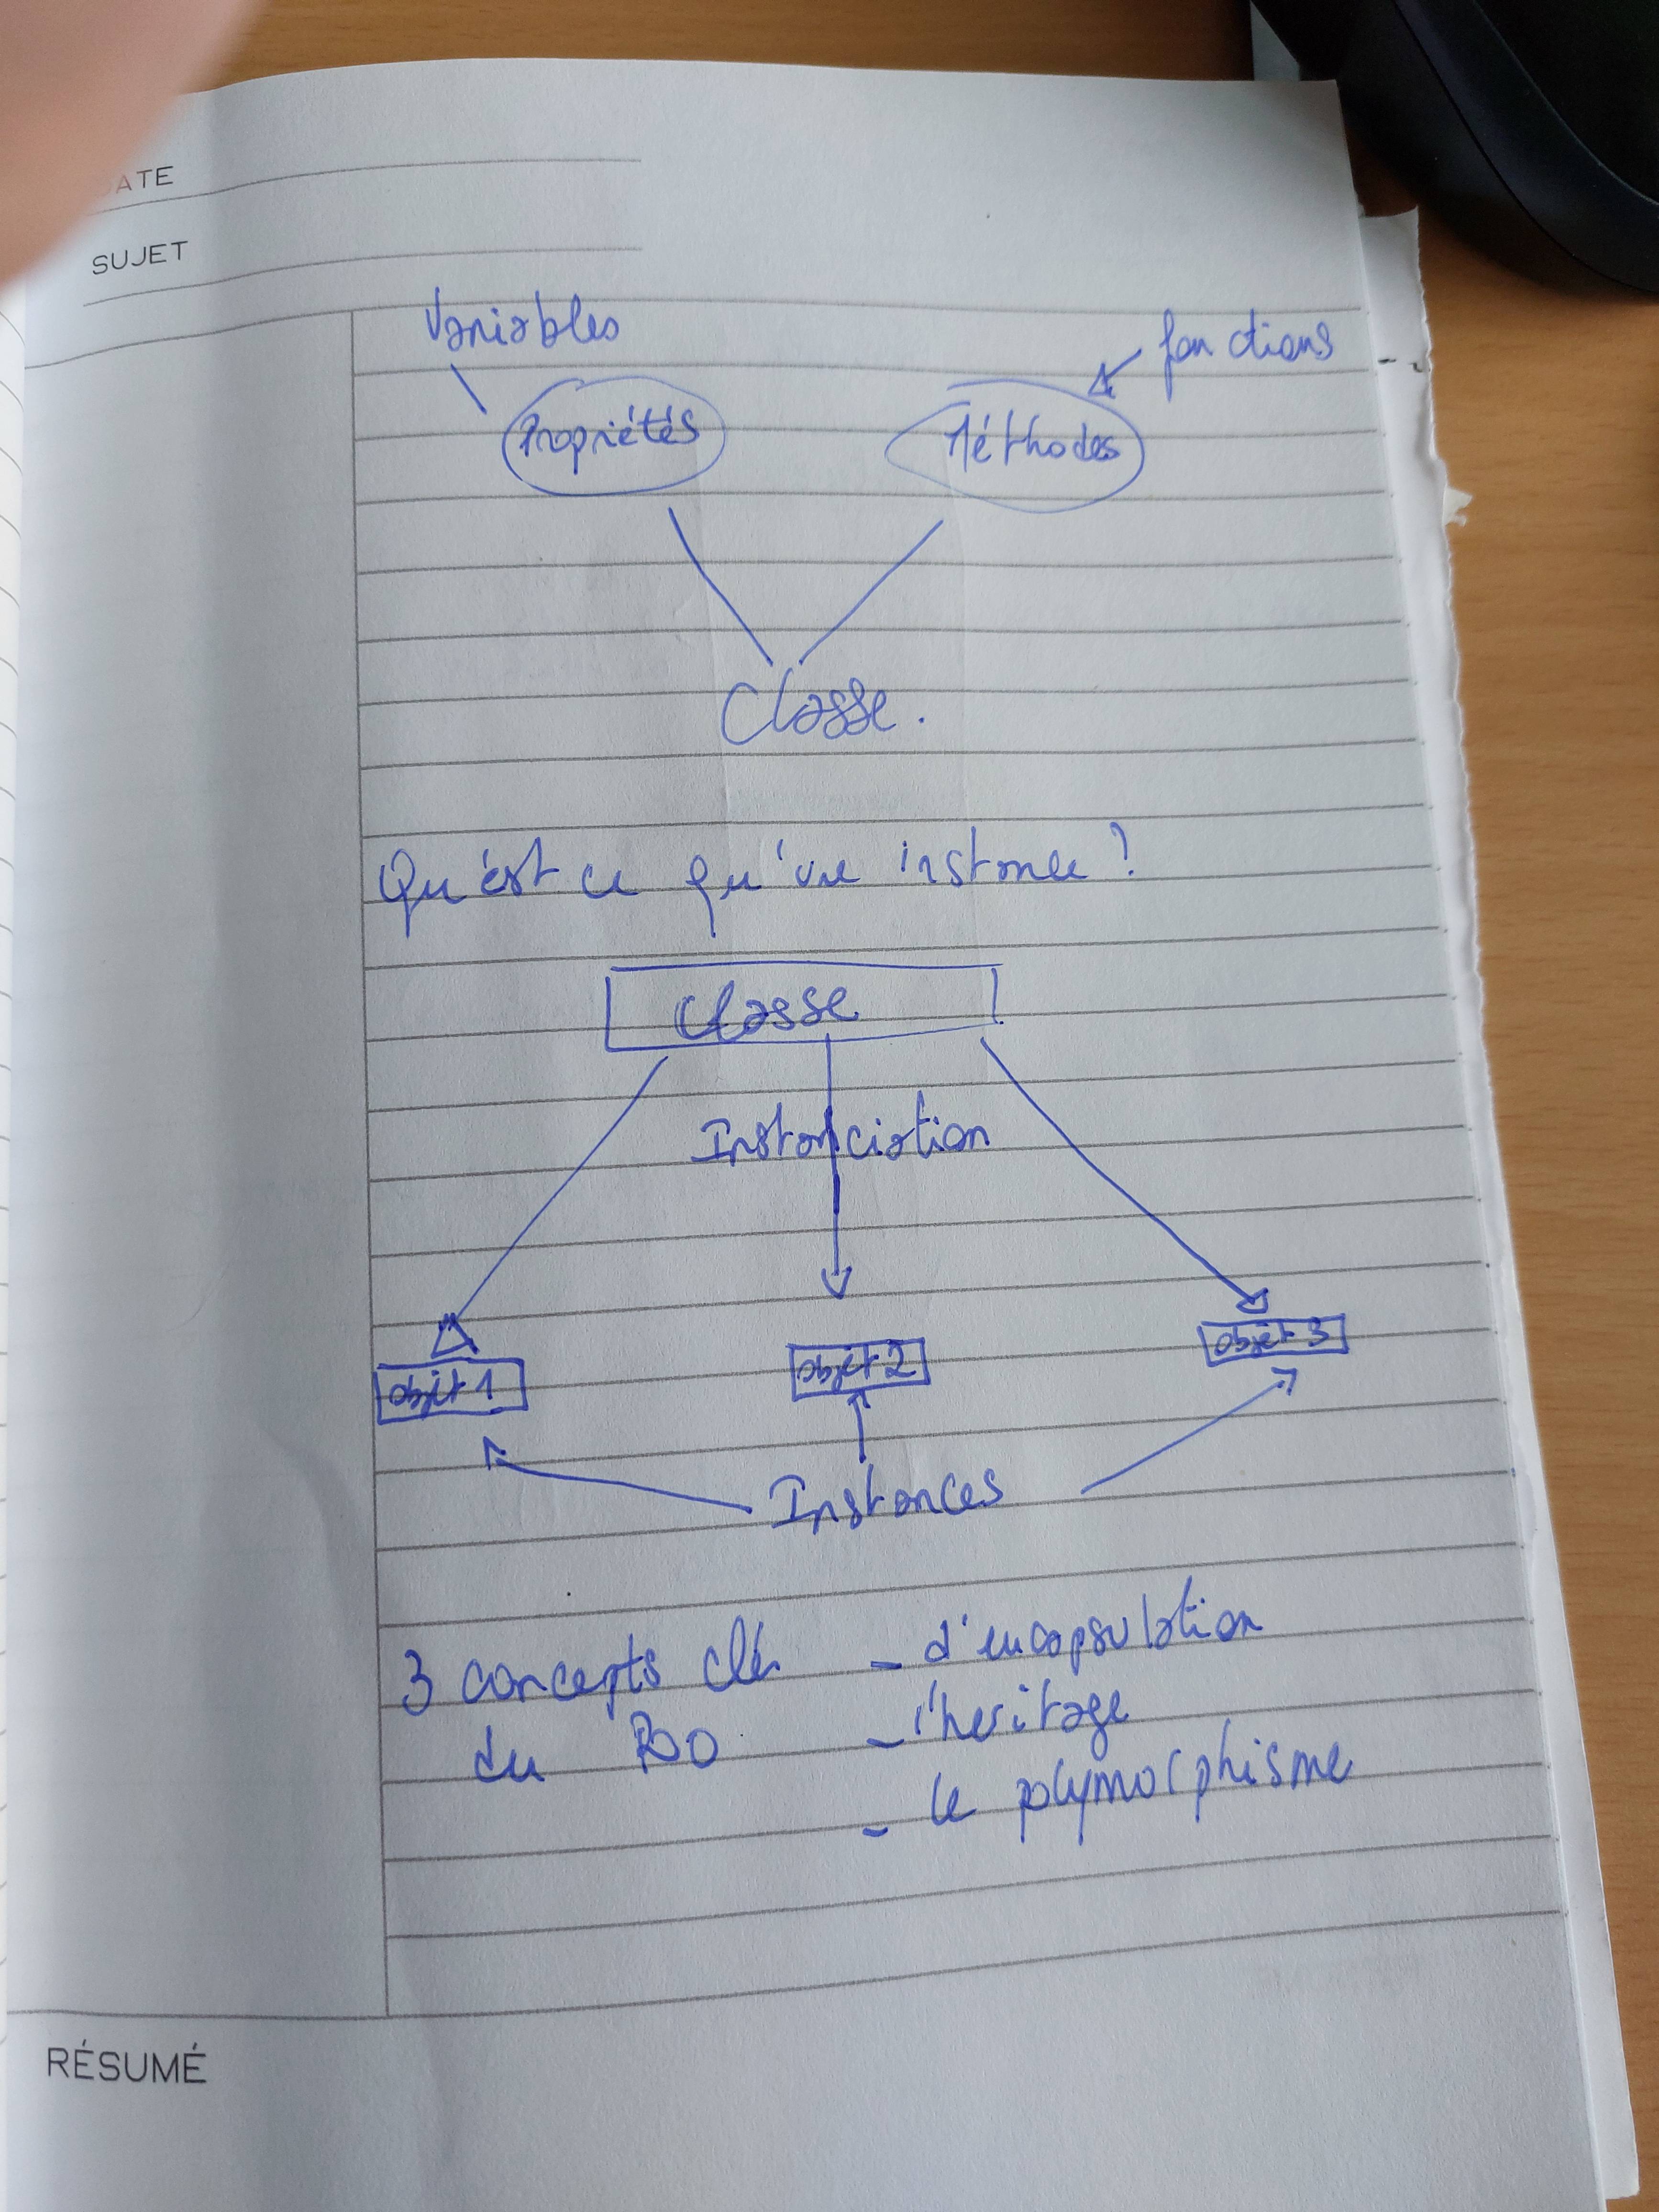 DATE
SUJET
Variables
fonctions
Propriétés
Méthodes
Classe.
Qu'est ce qu'une instance ?
Classe
Instanciation
objet 1
objet 2
objet 3
Instances
3 concepts clés
du POO
- d'encapsulation
- l'heritage
- le polymorphisme
RÉSUMÉ